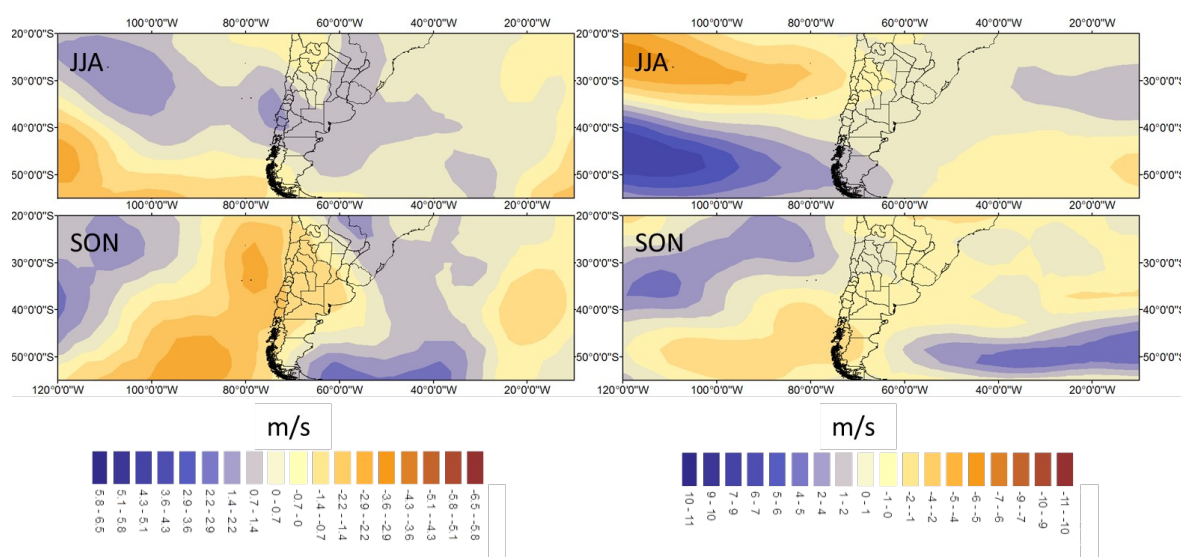 100°0'0"W 80°0'0"W 60°0'0"W 40°0'0"W 20°0'0"W
20°0'0"S
JJA
30°0'0"S
40°0'0"S
50°0'0"S
100°0'0"W 80°0'0"W 60°0'0"W 40°0'0"W 20°0'0"W
20°0'0"S
SON
30°0'0"S
40°0'0"S
50°0'0"S
120°0'0"W 100°0'0"W 80°0'0"W 60°0'0"W 40°0'0"W 20°0'0"W
100°0'0"W 80°0'0"W 60°0'0"W 40°0'0"W 20°0'0"W
20°0'0"S 20°0'0"S
JJA
30°0'0"S 30°0'0"S
40°0'0"S 40°0'0"S
50°0'0"S 50°0'0"S
100°0'0"W 80°0'0"W 60°0'0"W 40°0'0"W 20°0'0"W
20°0'0"S 20°0'0"S
SON
30°0'0"S 30°0'0"S
40°0'0"S 40°0'0"S
50°0'0"S 50°0'0"S
100°0'0"W 80°0'0"W 60°0'0"W 40°0'0"W 20°0'0"W
m/s
5.8 - 6.5
5.1 - 5.8
4.3 - 5.1
3.6 - 4.3
2.9 - 3.6
2.2 - 2.9
1.4 - 2.2
0.7 - 1.4
0 - 0.7
-0.7 - 0
-1.4 - -0.7
-2.2 - -1.4
-2.9 - -2.2
-3.6 - -2.9
-4.3 - -3.6
-5.1 - -4.3
-5.8 - -5.1
-6.5 - -5.8
m/s
10 - 11
9 - 10
7 - 9
6 - 7
5 - 6
4 - 5
2 - 4
1 - 2
0 - 1
-1 - 0
-2 - -1
-4 - -2
-5 - -4
-6 - -5
-7 - -6
-9 - -7
-10 - -9
-11 - -10